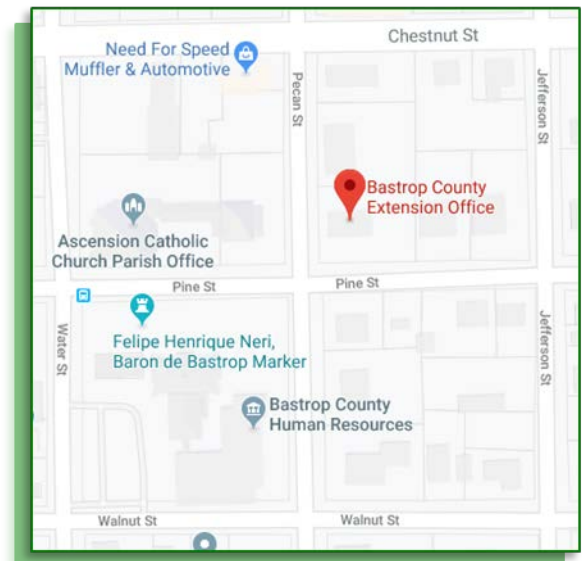 Chestnut St
Need For Speed
Muffler & Automotive
Pecan St
Jefferson St
Bastrop County
Extension Office
Ascension Catholic
Church Parish Office
Pine St
Pine St
Felipe Henrique Neri,
Baron de Bastrop Marker
Water St
Jefferson St
Bastrop County
Human Resources
Walnut St
Walnut St